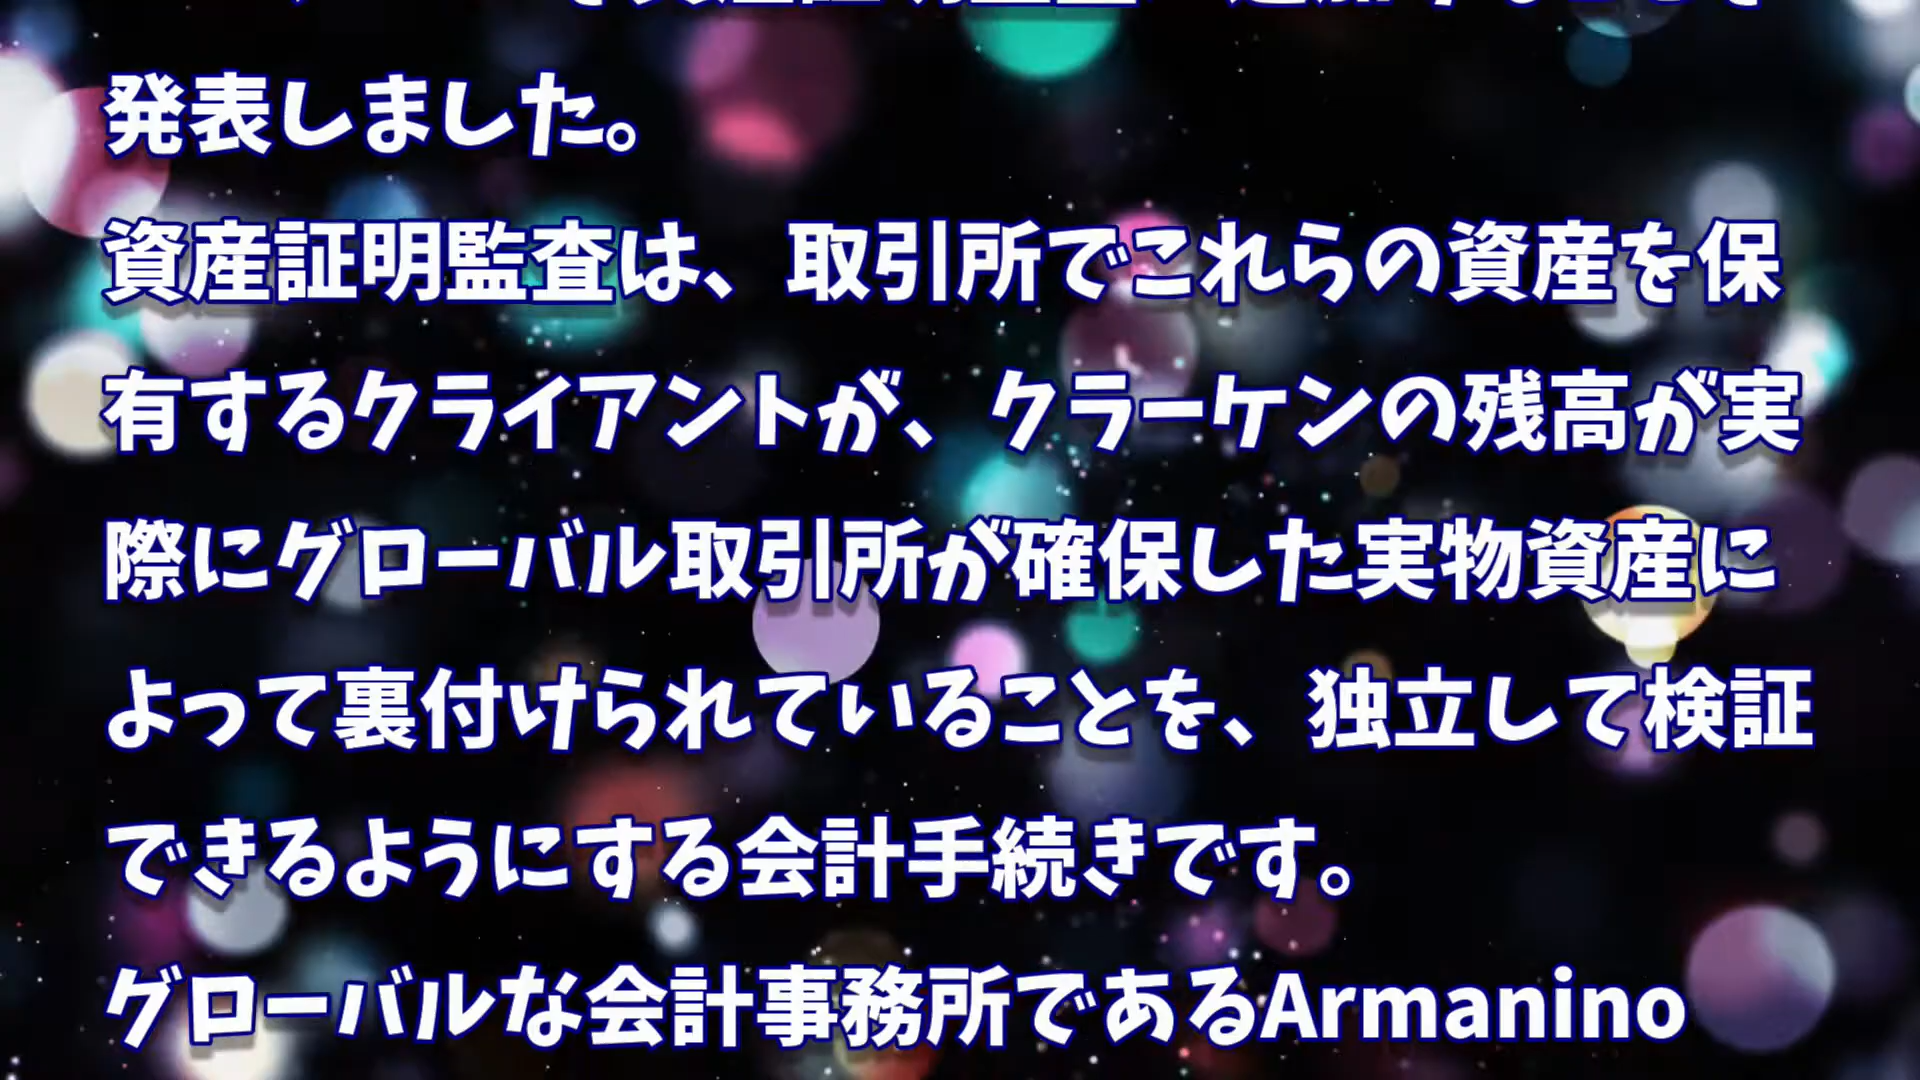 発表しました。
資産証明監査は、取引所でこれらの資産を保
有するクライアントが、クラーケンの残高が実
際にグローバル取引所が確保した実物資産に
よって裏付けられていることを、独立して検証
できるようにする会計手続きです。
グローバルな会計事務所であるArmanino